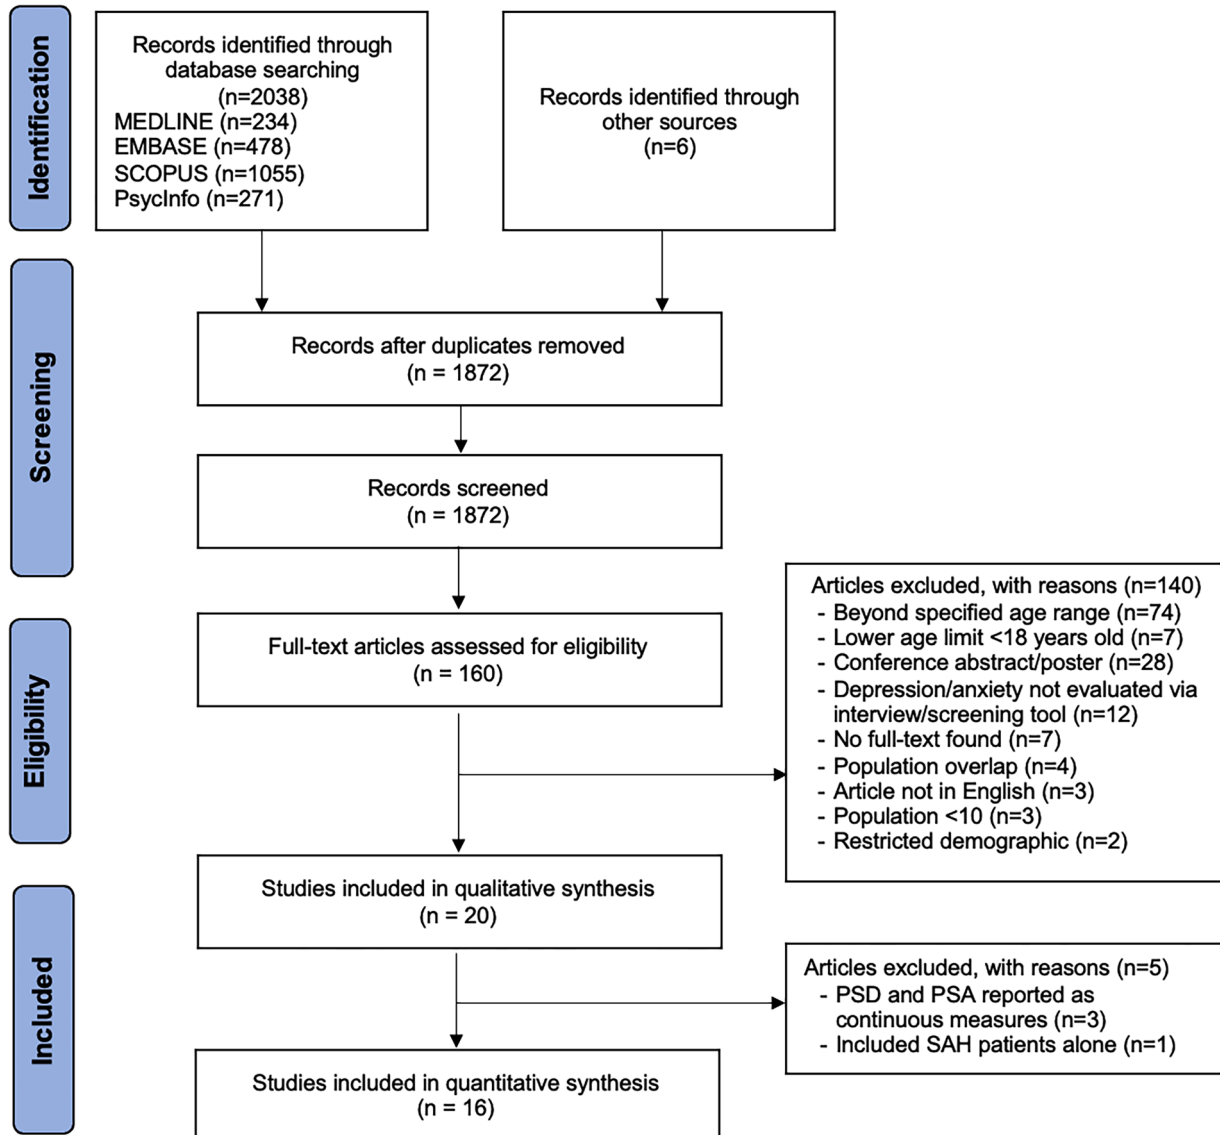 Identification
Records identified through
database searching
(n=2038)
MEDLINE (n=234)
EMBASE (n=478)
SCOPUS (n=1055)
PsycInfo (n=271)
Records identified through
other sources
(n=6)
Screening
Records after duplicates removed
(n = 1872)
Records screened
(n = 1872)
Eligibility
Full-text articles assessed for eligibility
(n = 160)
Articles excluded, with reasons (n=140)
- Beyond specified age range (n=74)
- Lower age limit <18 years old (n=7)
- Conference abstract/poster (n=28)
- Depression/anxiety not evaluated via
interview/screening tool (n=12)
- No full-text found (n=7)
- Population overlap (n=4)
- Article not in English (n=3)
- Population <10 (n=3)
- Restricted demographic (n=2)
Included
Studies included in qualitative synthesis
(n = 20)
Articles excluded, with reasons (n=5)
- PSD and PSA reported as
continuous measures (n=3)
- Included SAH patients alone (n=1)
Studies included in quantitative synthesis
(n = 16)